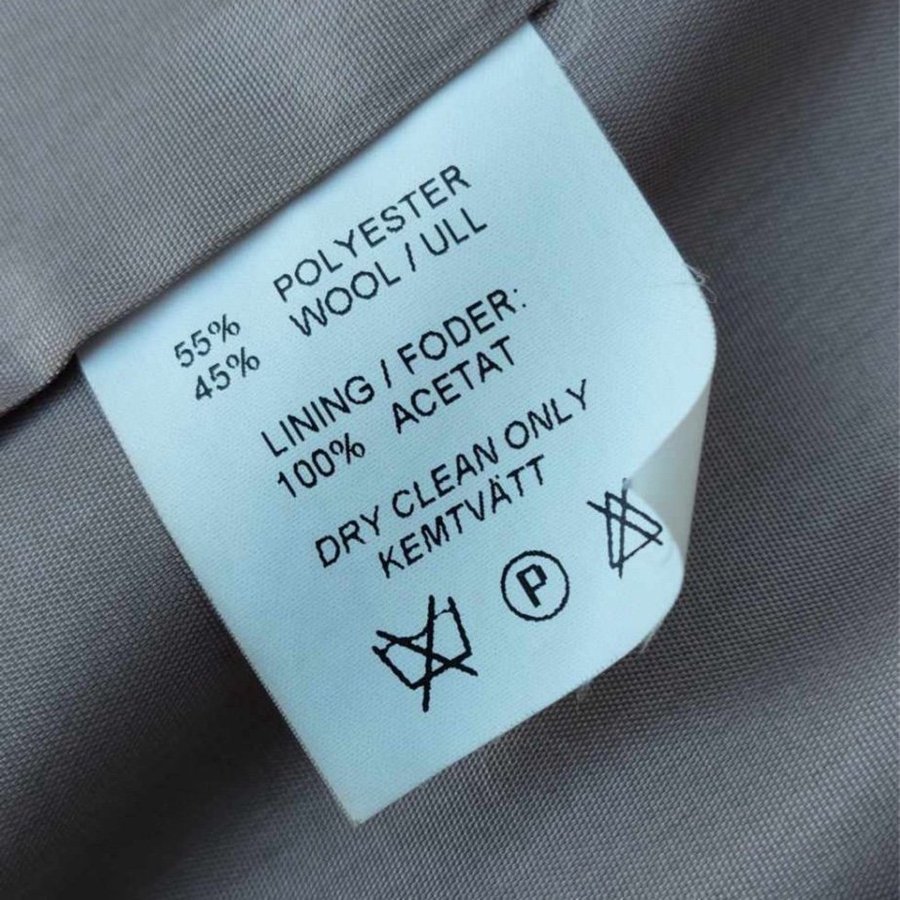 55% POLYESTER
45% WOOL / ULL
LINING / FODER:
100% ACETAT
DRY CLEAN ONLY
KEMTVÄTT
P